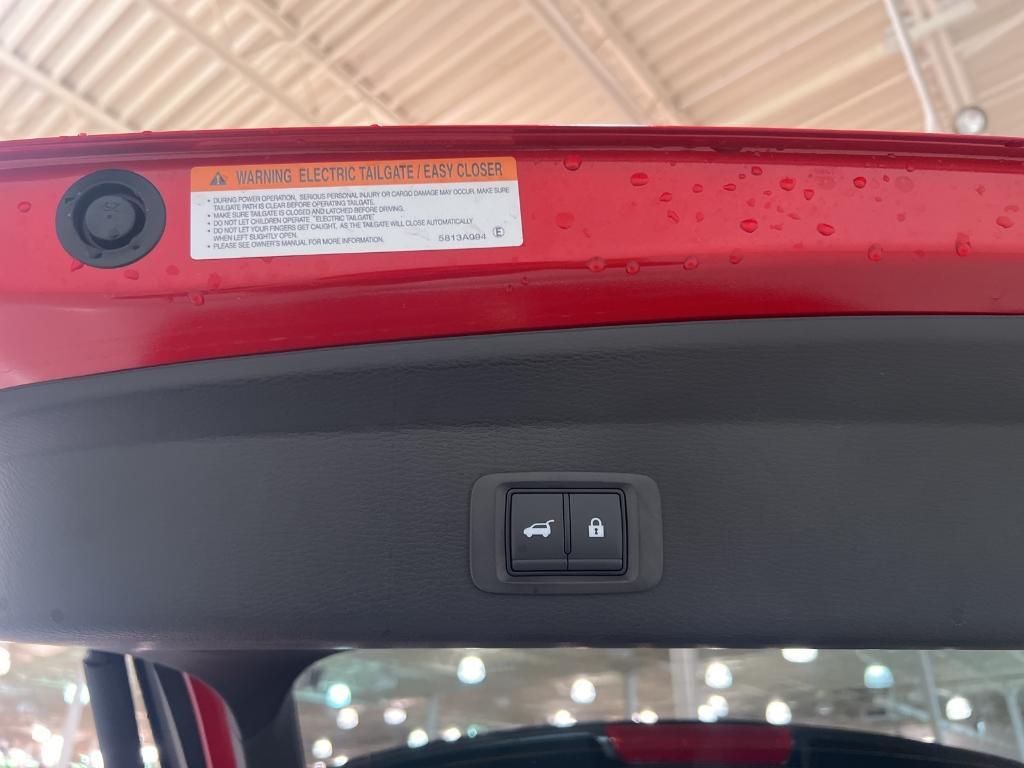 WARNING ELECTRIC TAILGATE / EASY CLOSER
• DURING POWER OPERATION, SERIOUS PERSONAL INJURY OR CARGO DAMAGE MAY OCCUR. MAKE SURE
TAILGATE PATH IS CLEAR BEFORE OPERATING TAILGATE.
• MAKE SURE TAILGATE IS CLOSED AND LATCHED BEFORE DRIVING.
• DO NOT LET CHILDREN OPERATE "ELECTRIC TAILGATE"
• DO NOT LET YOUR FINGERS GET CAUGHT, AS THE TAILGATE WILL CLOSE AUTOMATICALLY
WHEN LEFT SLIGHTLY OPEN.
• PLEASE SEE OWNER'S MANUAL FOR MORE INFORMATION.
5813A094 E